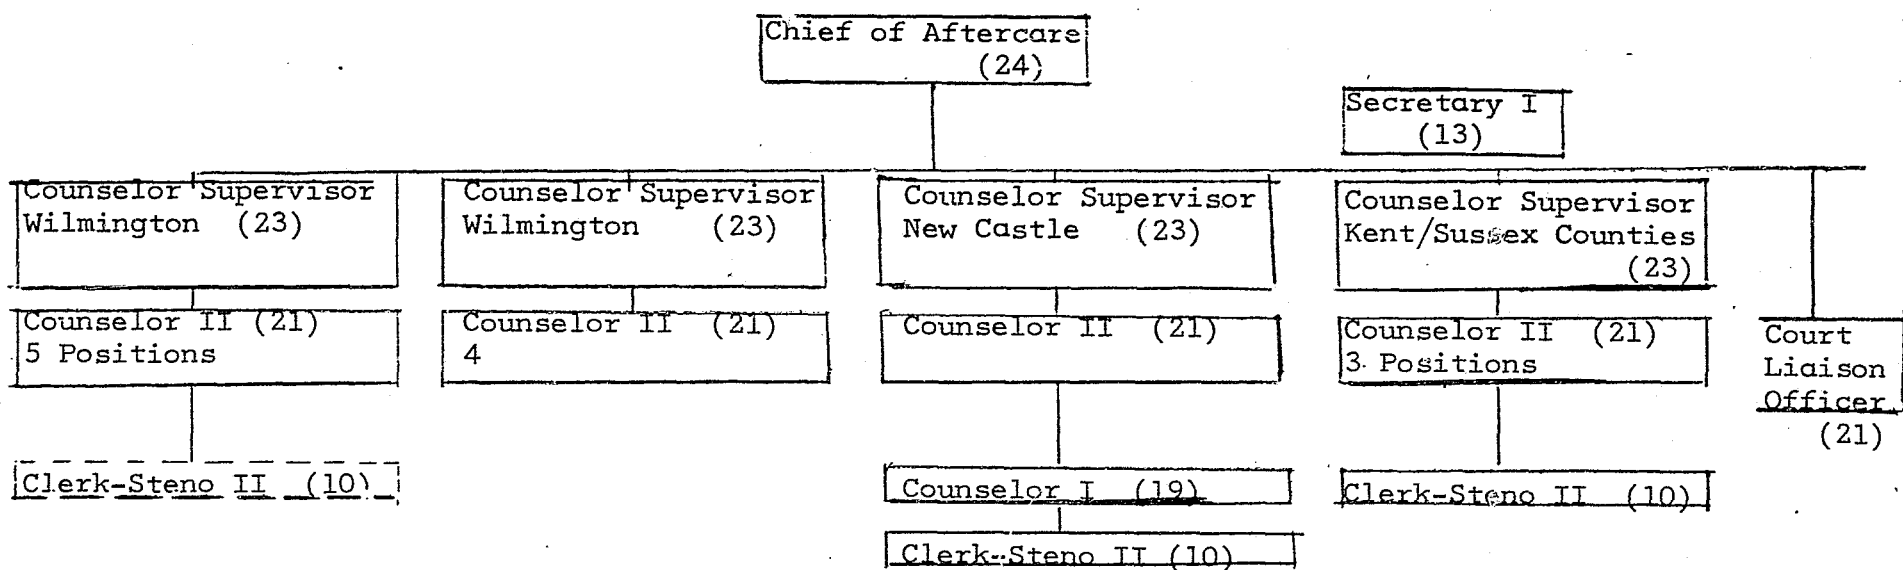 Chief of Aftercare
(24)
Secretary I
(13)
Counselor Supervisor
Wilmington (23)
Counselor Supervisor
Wilmington (23)
Counselor Supervisor
New Castle (23)
Counselor Supervisor
Kent/Sussex Counties
(23)
Counselor II (21)
5 Positions
Counselor II (21)
4
Counselor II (21)
Counselor II (21)
3 Positions
Court
Liaison
Officer
(21)
Clerk-Steno II (10)
Counselor I (19)
Clerk-Steno II (10)
Clerk-Steno II (10)